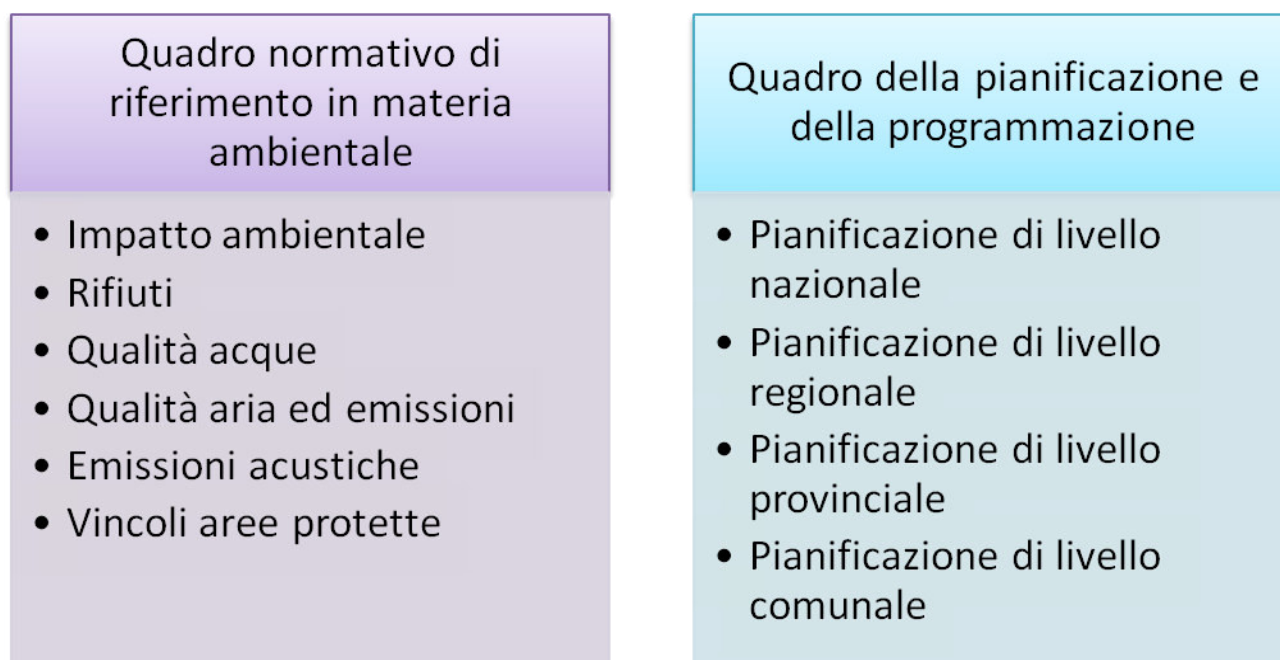 Quadro normativo di
riferimento in materia
ambientale
• Impatto ambientale
• Rifiuti
• Qualità acque
• Qualità aria ed emissioni
• Emissioni acustiche
• Vincoli aree protette
Quadro della pianificazione e
della programmazione
• Pianificazione di livello
nazionale
• Pianificazione di livello
regionale
• Pianificazione di livello
provinciale
• Pianificazione di livello
comunale